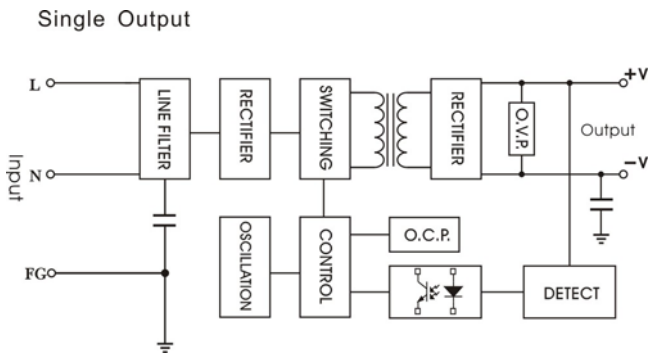 Single Output
L
LINE FILTER
RECTIFIER
SWITCHING
RECTIFIER
O.V.P.
+V
Output
-V
Input
N
FG
OSCILLATION
CONTROL
O.C.P.
DETECT